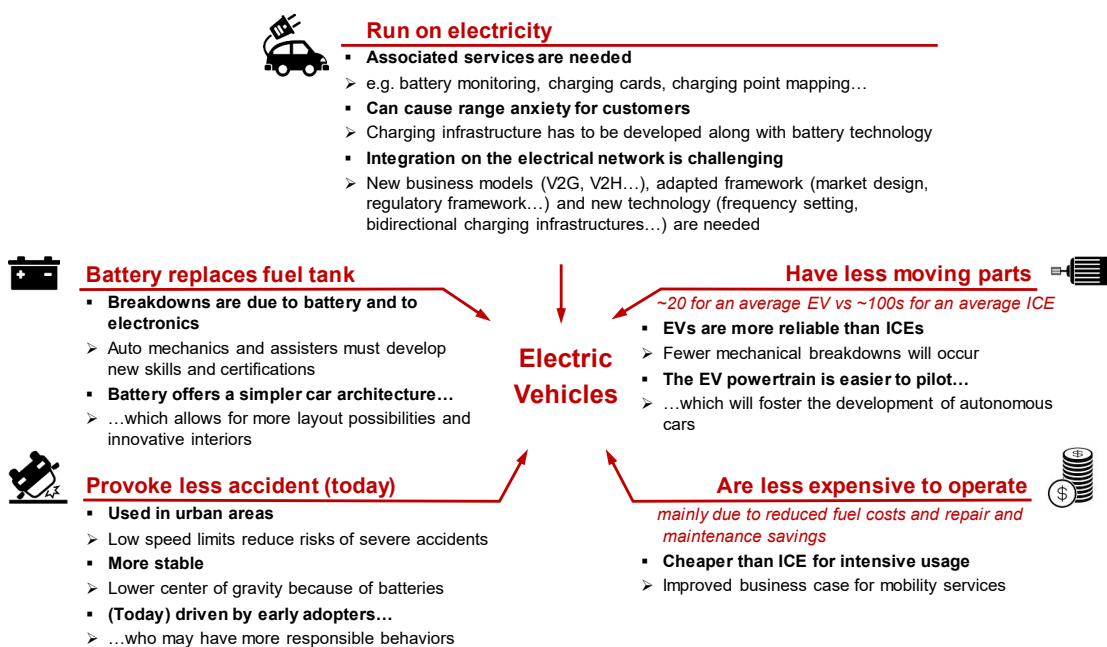 Run on electricity
▪ Associated services are needed
➢ e.g. battery monitoring, charging cards, charging point mapping…
▪ Can cause range anxiety for customers
➢ Charging infrastructure has to be developed along with battery technology
▪ Integration on the electrical network is challenging
➢ New business models (V2G, V2H…), adapted framework (market design,
regulatory framework…) and new technology (frequency setting,
bidirectional charging infrastructures…) are needed
Battery replaces fuel tank
▪ Breakdowns are due to battery and to
electronics
➢ Auto mechanics and assisters must develop
new skills and certifications
▪ Battery offers a simpler car architecture…
➢ …which allows for more layout possibilities and
innovative interiors
Have less moving parts
~20 for an average EV vs ~100s for an average ICE
▪ EVs are more reliable than ICEs
➢ Fewer mechanical breakdowns will occur
▪ The EV powertrain is easier to pilot…
➢ …which will foster the development of autonomous
cars
Electric
Vehicles
Provoke less accident (today)
▪ Used in urban areas
➢ Low speed limits reduce risks of severe accidents
▪ More stable
➢ Lower center of gravity because of batteries
▪ (Today) driven by early adopters…
➢ …who may have more responsible behaviors
Are less expensive to operate
mainly due to reduced fuel costs and repair and
maintenance savings
▪ Cheaper than ICE for intensive usage
➢ Improved business case for mobility services
$
$